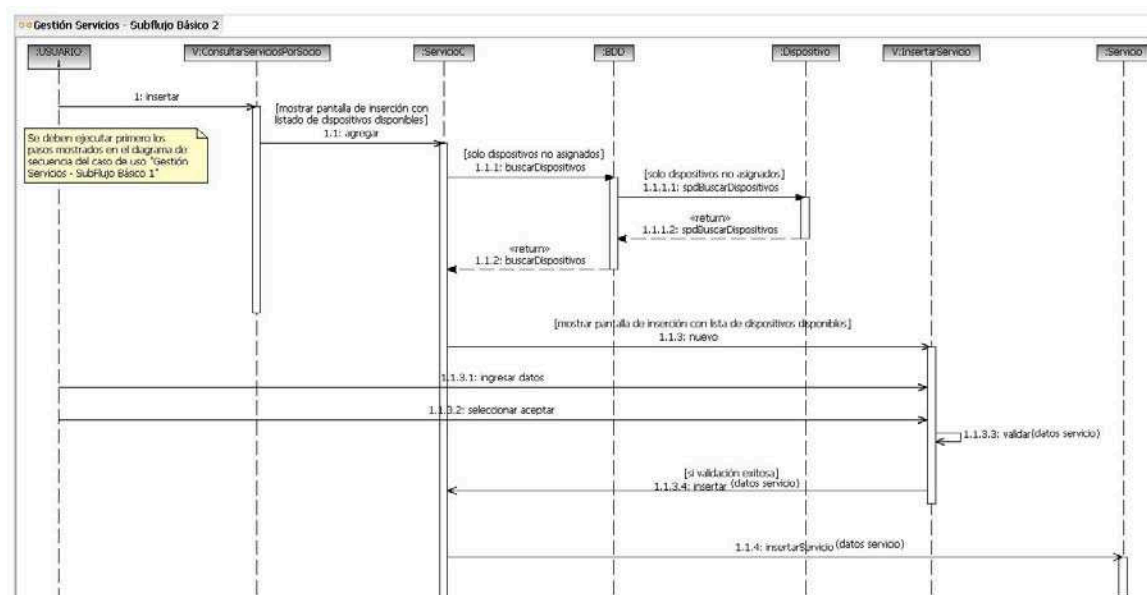 Gestión Servicios - Subflujo Básico 2
:USUARIO
V:ConsultarServiciosPorSocio
:ServicioC
:BDD
:Dispositivo
V:InsertarServicio
:Servicio
1: insertar
[mostrar pantalla de inserción con
listado de dispositivos disponibles]
1.1: agregar
Se deben ejecutar primero los
pasos mostrados en el diagrama de
secuencia del caso de uso "Gestión
Servicios - SubFlujo Básico 1"
[solo dispositivos no asignados]
1.1.1: buscarDispositivos
[solo dispositivos no asignados]
1.1.1.1: spdBuscarDispositivos
«return»
1.1.1.2: spdBuscarDispositivos
«return»
1.1.2: buscarDispositivos
[mostrar pantalla de inserción con lista de dispositivos disponibles]
1.1.3: nuevo
1.1.3.1: ingresar datos
1.1.3.2: seleccionar aceptar
1.1.3.3: validar(datos servicio)
[si validación exitosa]
1.1.3.4: insertar (datos servicio)
1.1.4: insertarServicio (datos servicio)